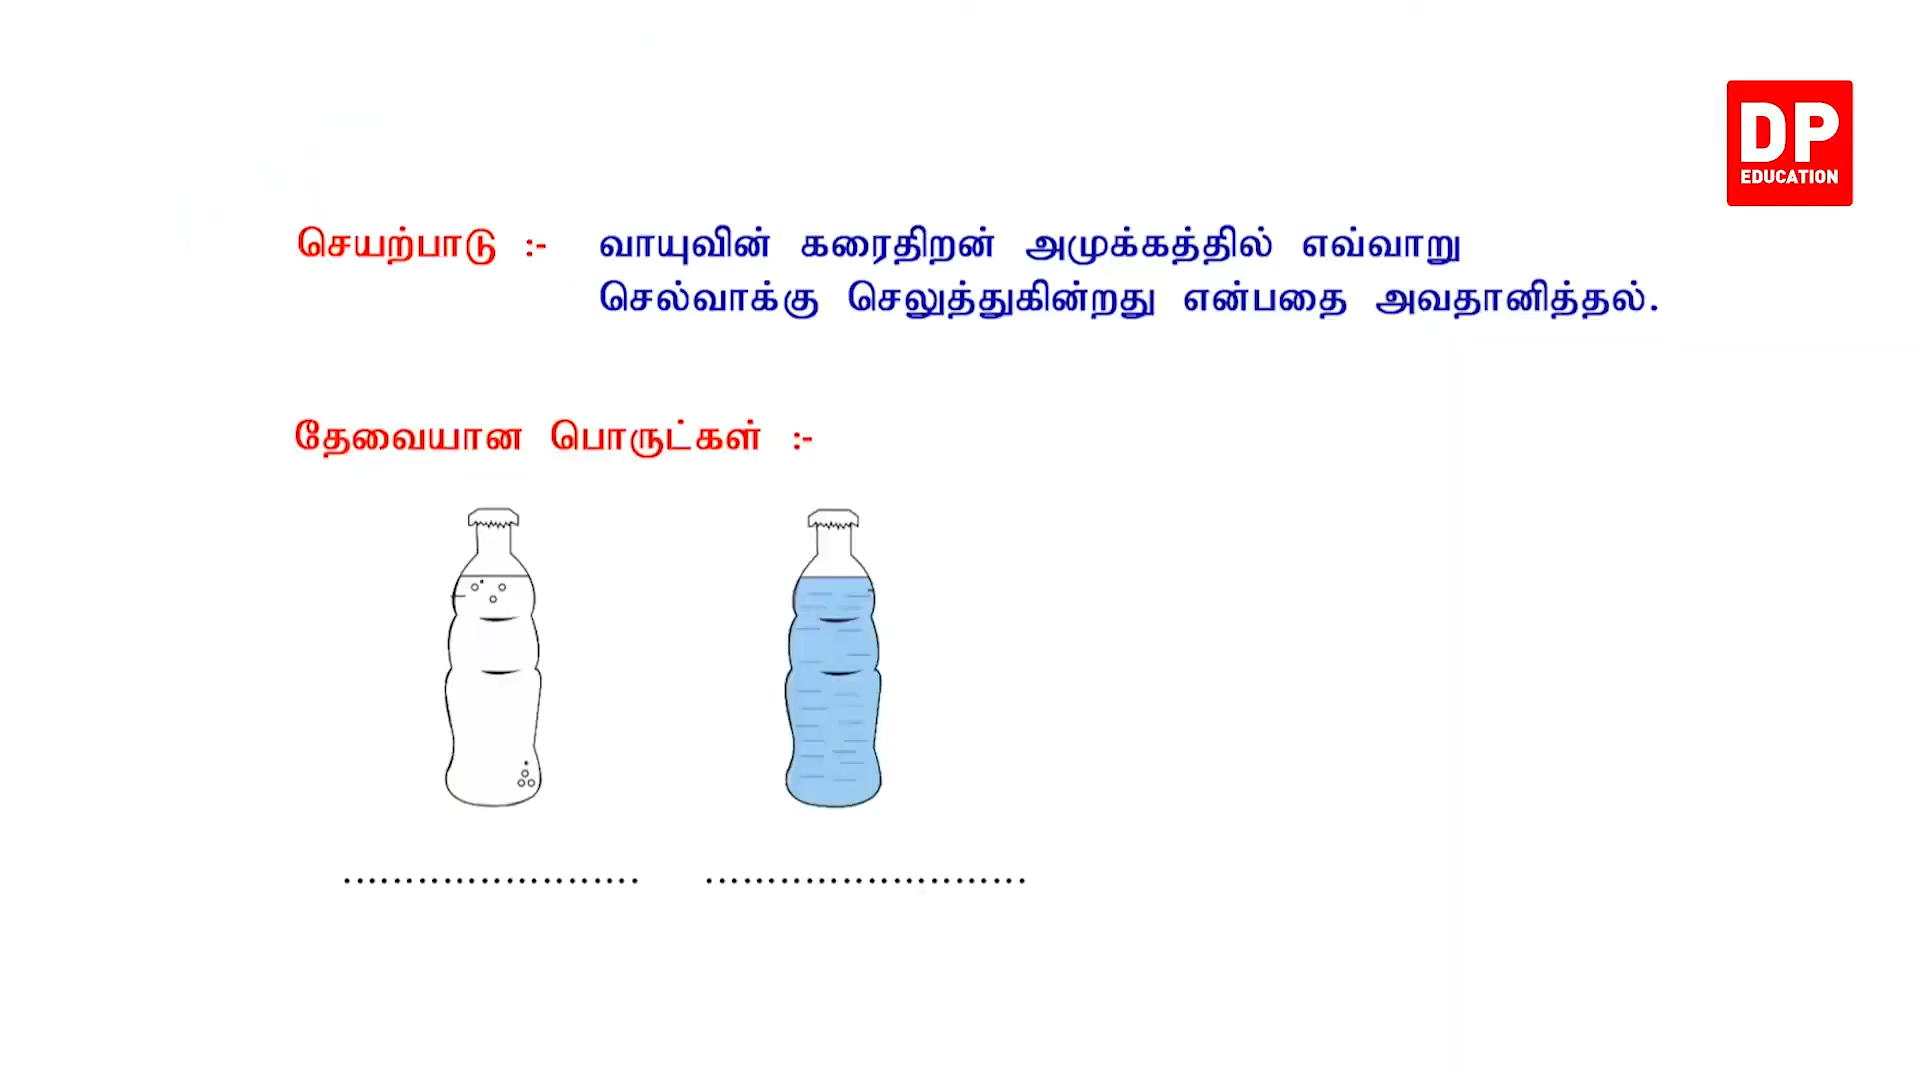 DP
EDUCATION
செயற்பாடு :- வாயுவின் கரைதிறன் அமுக்கத்தில் எவ்வாறு
செல்வாக்கு செலுத்துகின்றது என்பதை அவதானித்தல்.
தேவையான பொருட்கள் :-
........................ ..........................